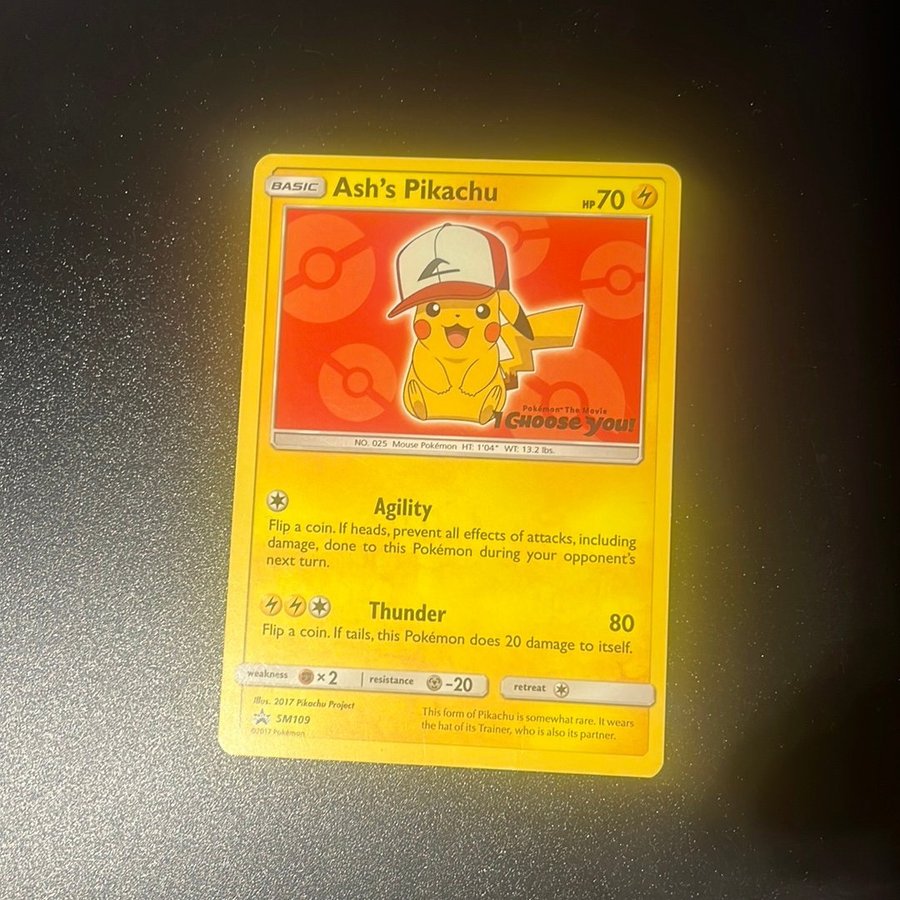 BASIC Ash's Pikachu HP 70
Pokémon® The Movie
I CHOOSE YOU!
NO. 025 Mouse Pokémon HT: 1'04" WT: 13.2 lbs.
Agility
Flip a coin. If heads, prevent all effects of attacks, including
damage, done to this Pokémon during your opponent's
next turn.
Thunder 80
Flip a coin. If tails, this Pokémon does 20 damage to itself.
weakness ×2 resistance -20 retreat
Illus. 2017 Pikachu Project
SM109
©2017 Pokémon
This form of Pikachu is somewhat rare. It wears
the hat of its Trainer, who is also its partner.